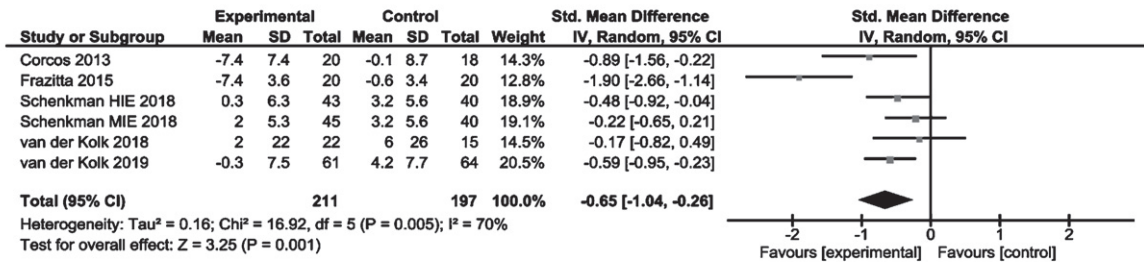 Experimental Control Std. Mean Difference Std. Mean Difference
Study or Subgroup Mean SD Total Mean SD Total Weight IV, Random, 95% CI IV, Random, 95% CI
Corcos 2013 -7.4 7.4 20 -0.1 8.7 18 14.3% -0.89 [-1.56, -0.22]
Frazitta 2015 -7.4 3.6 20 -0.6 3.4 20 12.8% -1.90 [-2.66, -1.14]
Schenkman HIE 2018 0.3 6.3 43 3.2 5.6 40 18.9% -0.48 [-0.92, -0.04]
Schenkman MIE 2018 2 5.3 45 3.2 5.6 40 19.1% -0.22 [-0.65, 0.21]
van der Kolk 2018 2 22 22 6 26 15 14.5% -0.17 [-0.82, 0.49]
van der Kolk 2019 -0.3 7.5 61 4.2 7.7 64 20.5% -0.59 [-0.95, -0.23]
Total (95% CI) 211 197 100.0% -0.65 [-1.04, -0.26]
Heterogeneity: Tau² = 0.16; Chi² = 16.92, df = 5 (P = 0.005); I² = 70%
Test for overall effect: Z = 3.25 (P = 0.001)
-2 -1 0 1 2
Favours [experimental] Favours [control]